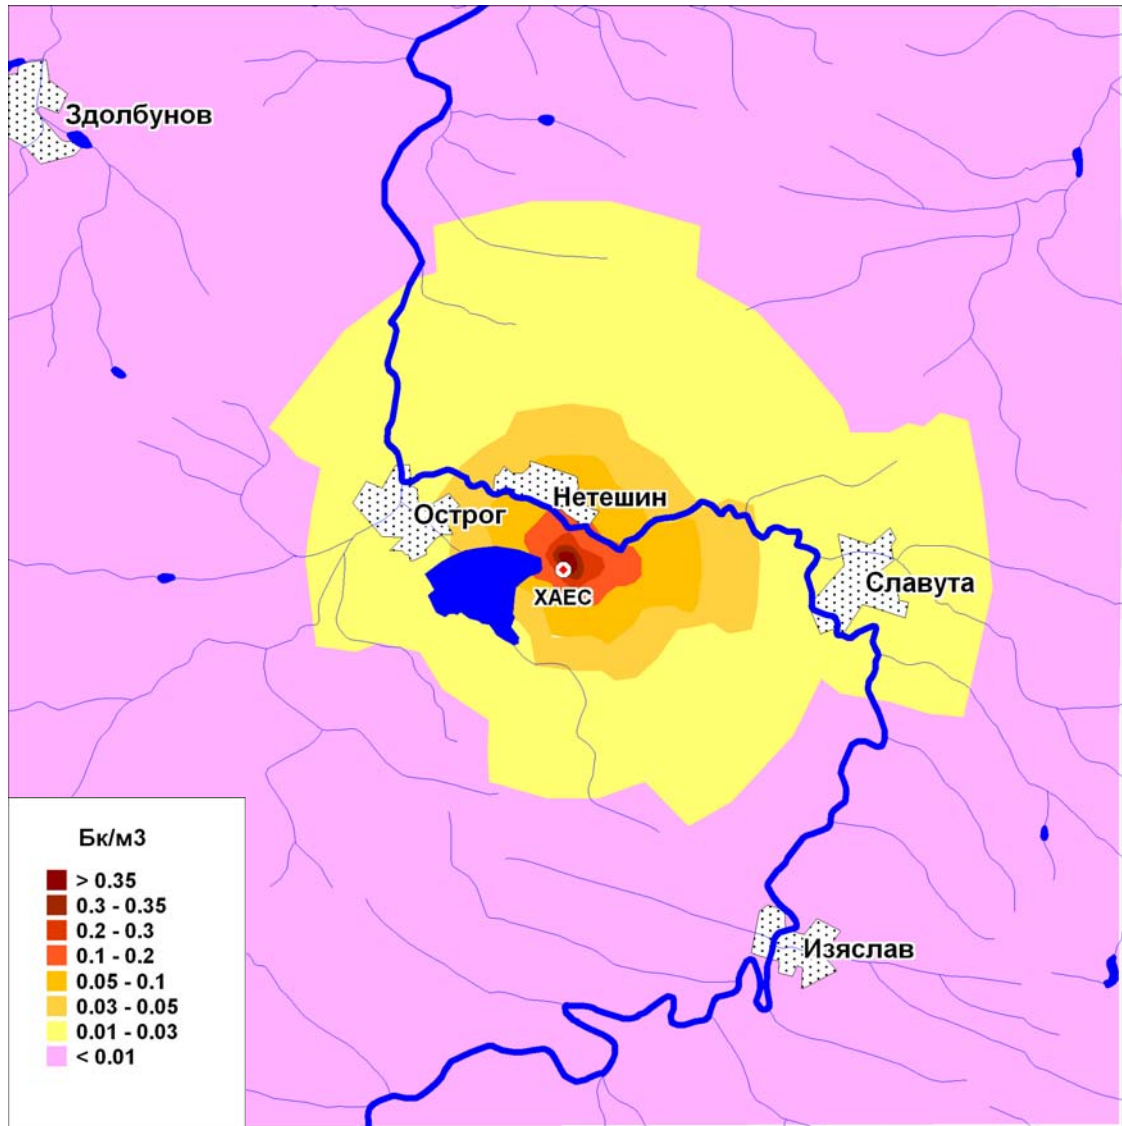 Здолбунов
Нетешин
Острог
Славута
ХАЕС
Бк/м3
> 0.35
0.3 - 0.35
0.2 - 0.3
0.1 - 0.2
0.05 - 0.1
0.03 - 0.05
0.01 - 0.03
< 0.01
Изяслав